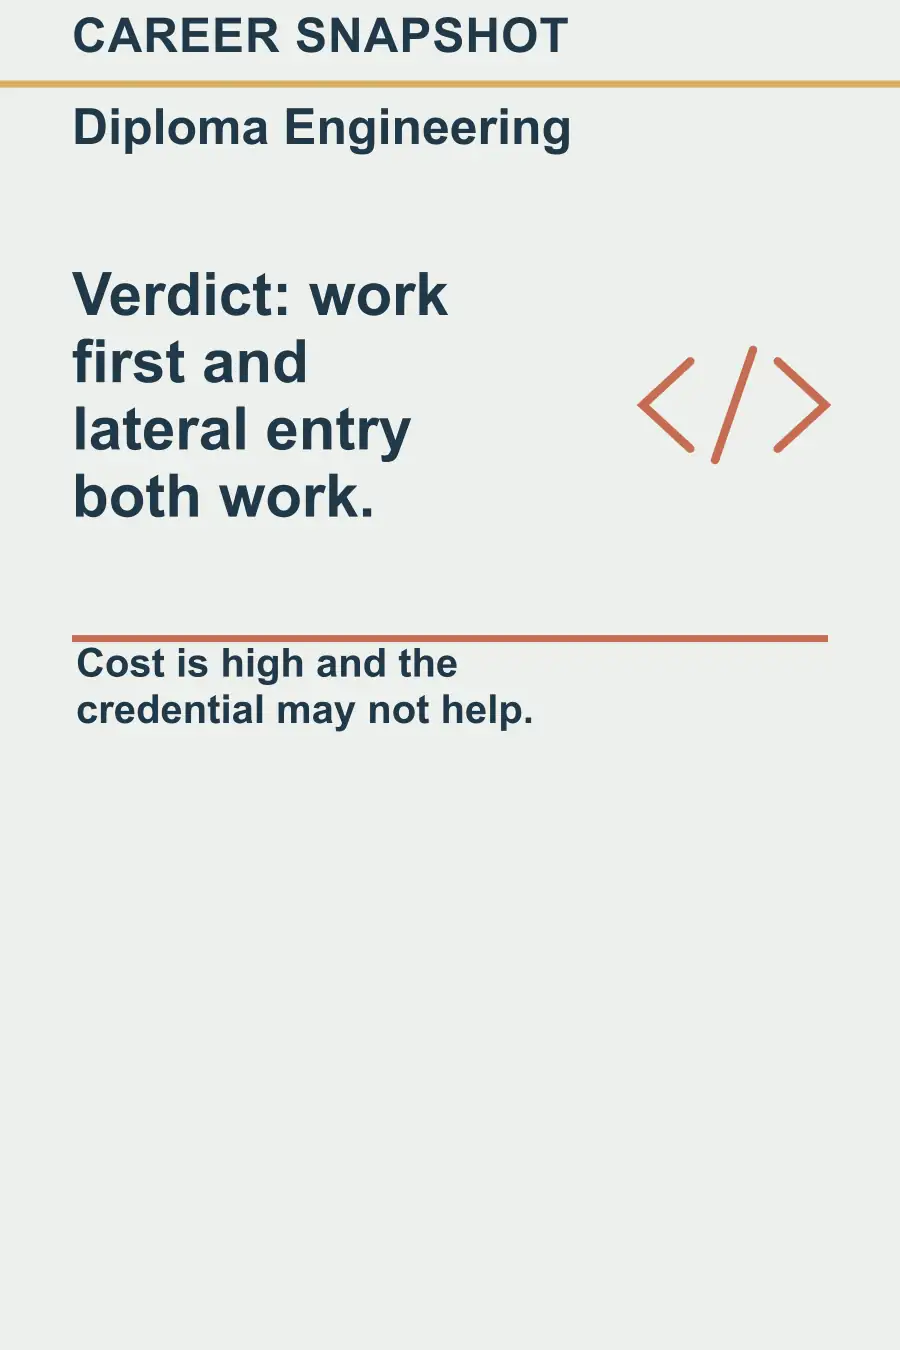 CAREER SNAPSHOT
Diploma Engineering
Verdict: work
first and
lateral entry
both work.
</>
Cost is high and the
credential may not help.